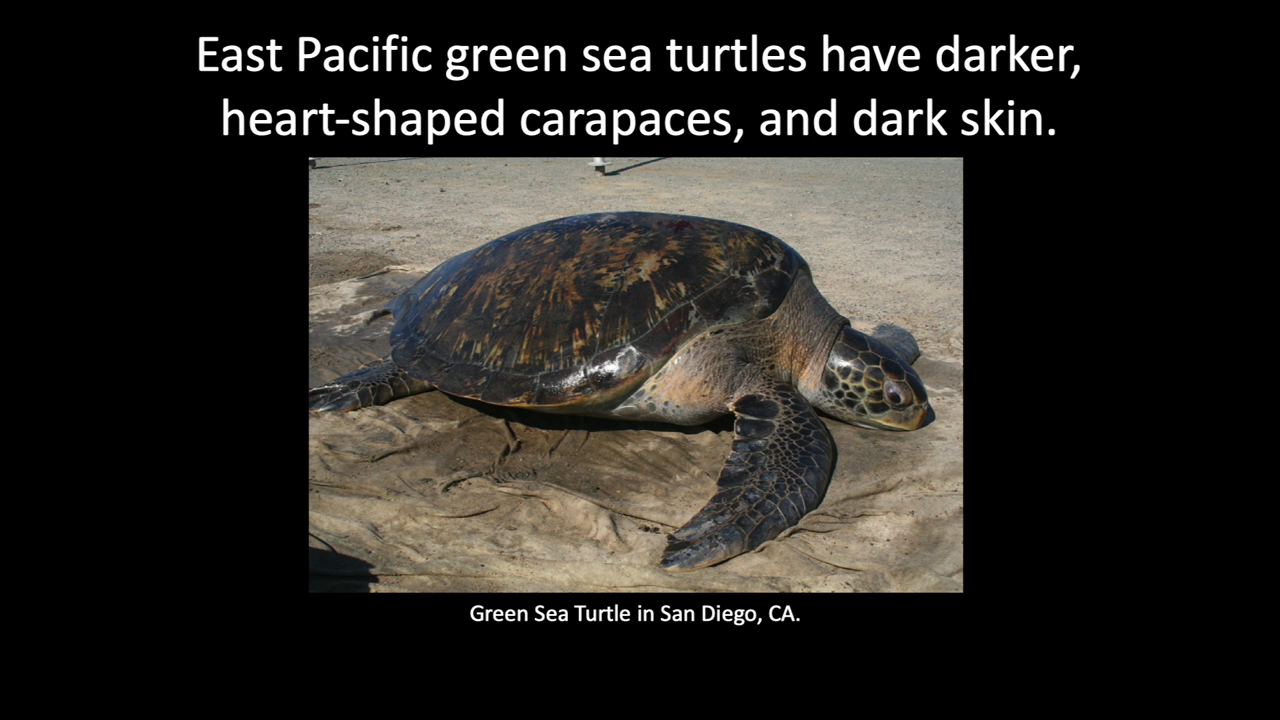 East Pacific green sea turtles have darker,
heart-shaped carapaces, and dark skin.
Green Sea Turtle in San Diego, CA.